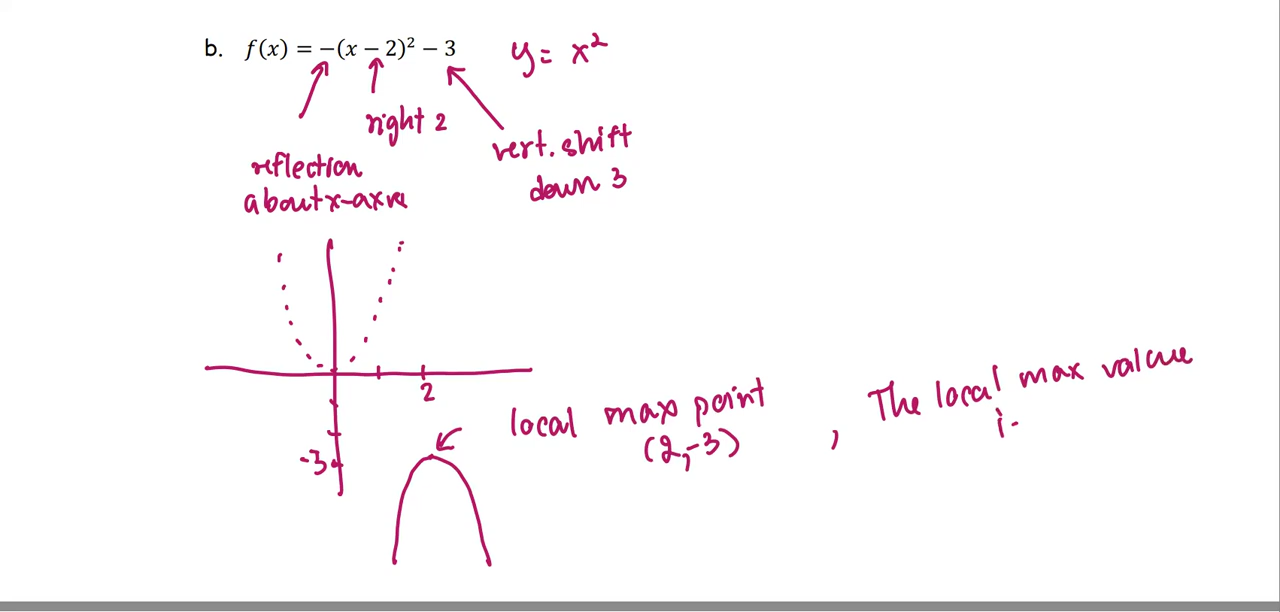 b. f(x) = −(x − 2)² − 3 y = x²
right 2
vert. shift
down 3
reflection
about x-axis
2
-3
local max point
(2,-3) ,
The local max value
i